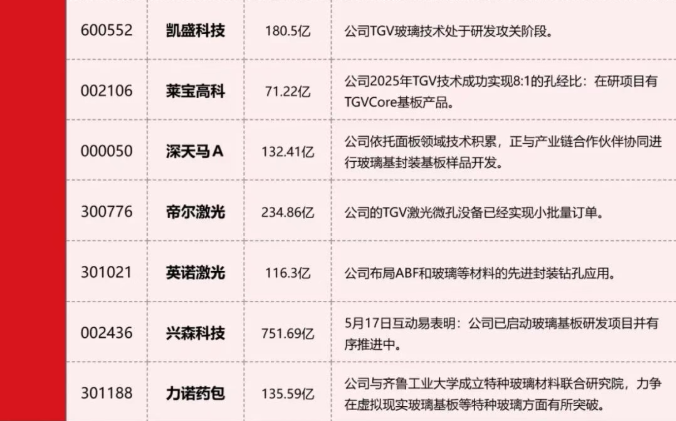 600552 凯盛科技 180.5亿 公司TGV玻璃技术处于研发攻关阶段。
002106 莱宝高科 71.22亿 公司2025年TGV技术成功实现8:1的孔经比：在研项目有
TGVCore基板产品。
000050 深天马A 132.41亿 公司依托面板领域技术积累，正与产业链合作伙伴协同进
行玻璃基封装基板样品开发。
300776 帝尔激光 234.86亿 公司的TGV激光微孔没备已经实现小批量订单。
301021 英诺激光 116.3亿 公司布局ABF和玻璃等材料的先进封装钻孔应用。
002436 兴森科技 751.69亿 5月17日互动易表明：公司已启动玻璃基板研发项目并有
序推进中。
301188 力诺药包 135.59亿 公司与齐鲁工业大学成立特种玻璃材料联合研究院，力争
在虚拟现实玻璃基板等特种玻璃方面有所突破。